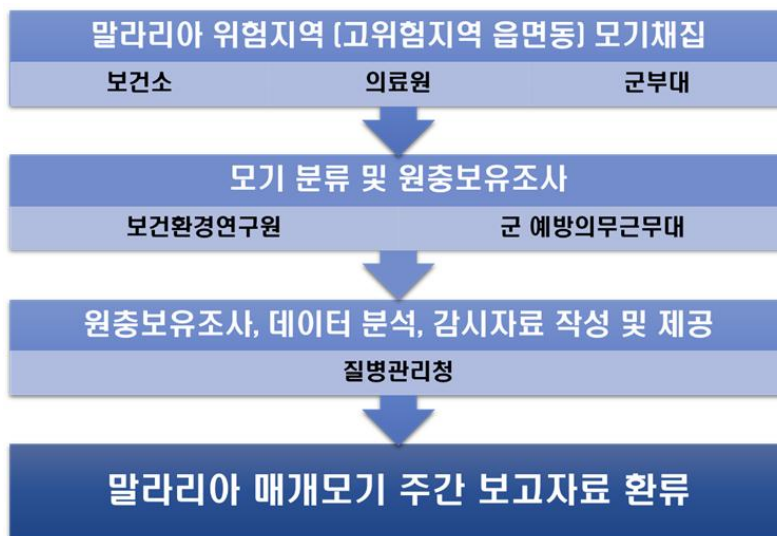 말라리아 위험지역 (고위험지역 읍면동) 모기채집
보건소 의료원 군부대
모기 분류 및 원충보유조사
보건환경연구원 군 예방의무근무대
원충보유조사, 데이터 분석, 감시자료 작성 및 제공
질병관리청
말라리아 매개모기 주간 보고자료 환류